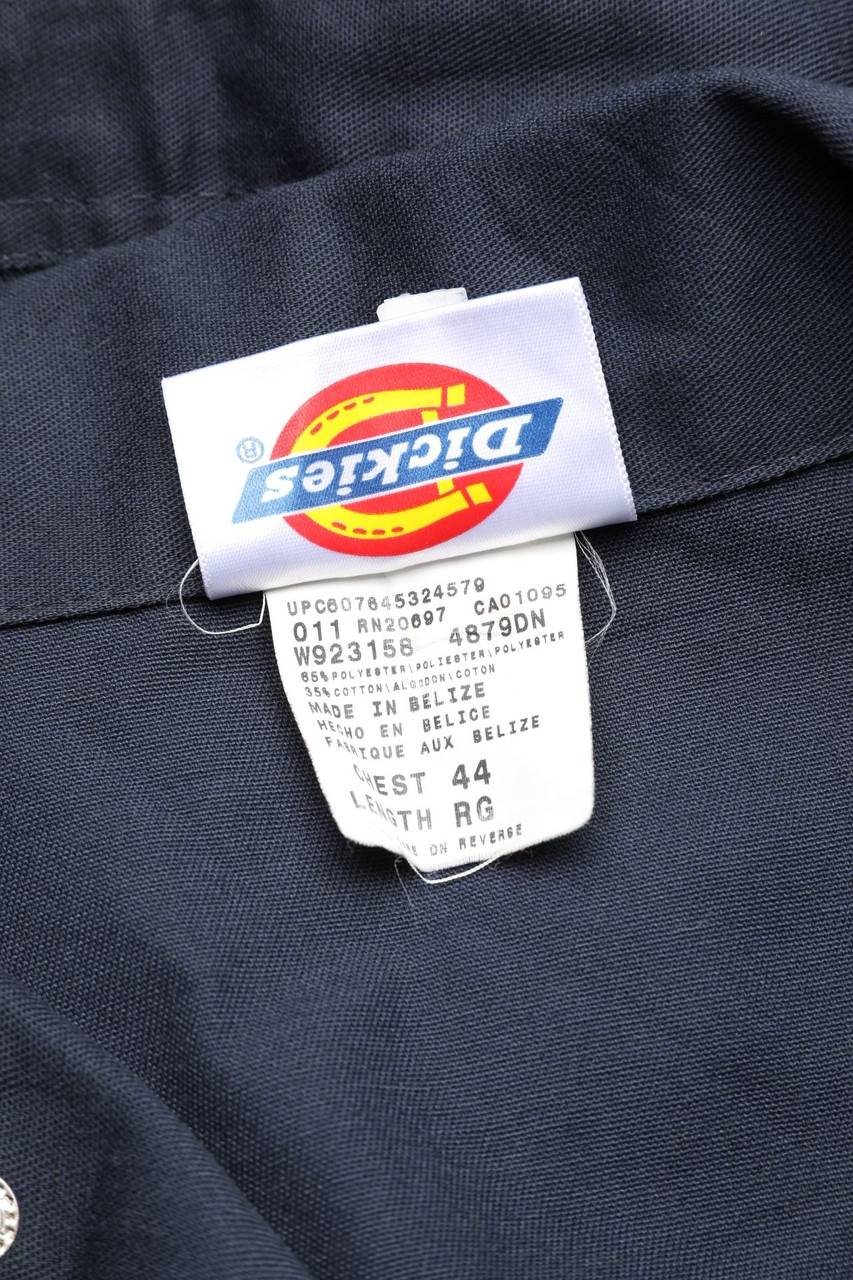 Dickies®
UPC607645324579
011 RN20697 CA01095
W923158 4879DN
65% POLYESTER\POLIESTER\POLYESTER
35% COTTON\ALGODON\COTON
MADE IN BELIZE
HECHO EN BELICE
FABRIQUE AUX BELIZE
CHEST 44
LENGTH RG
ON REVERSE